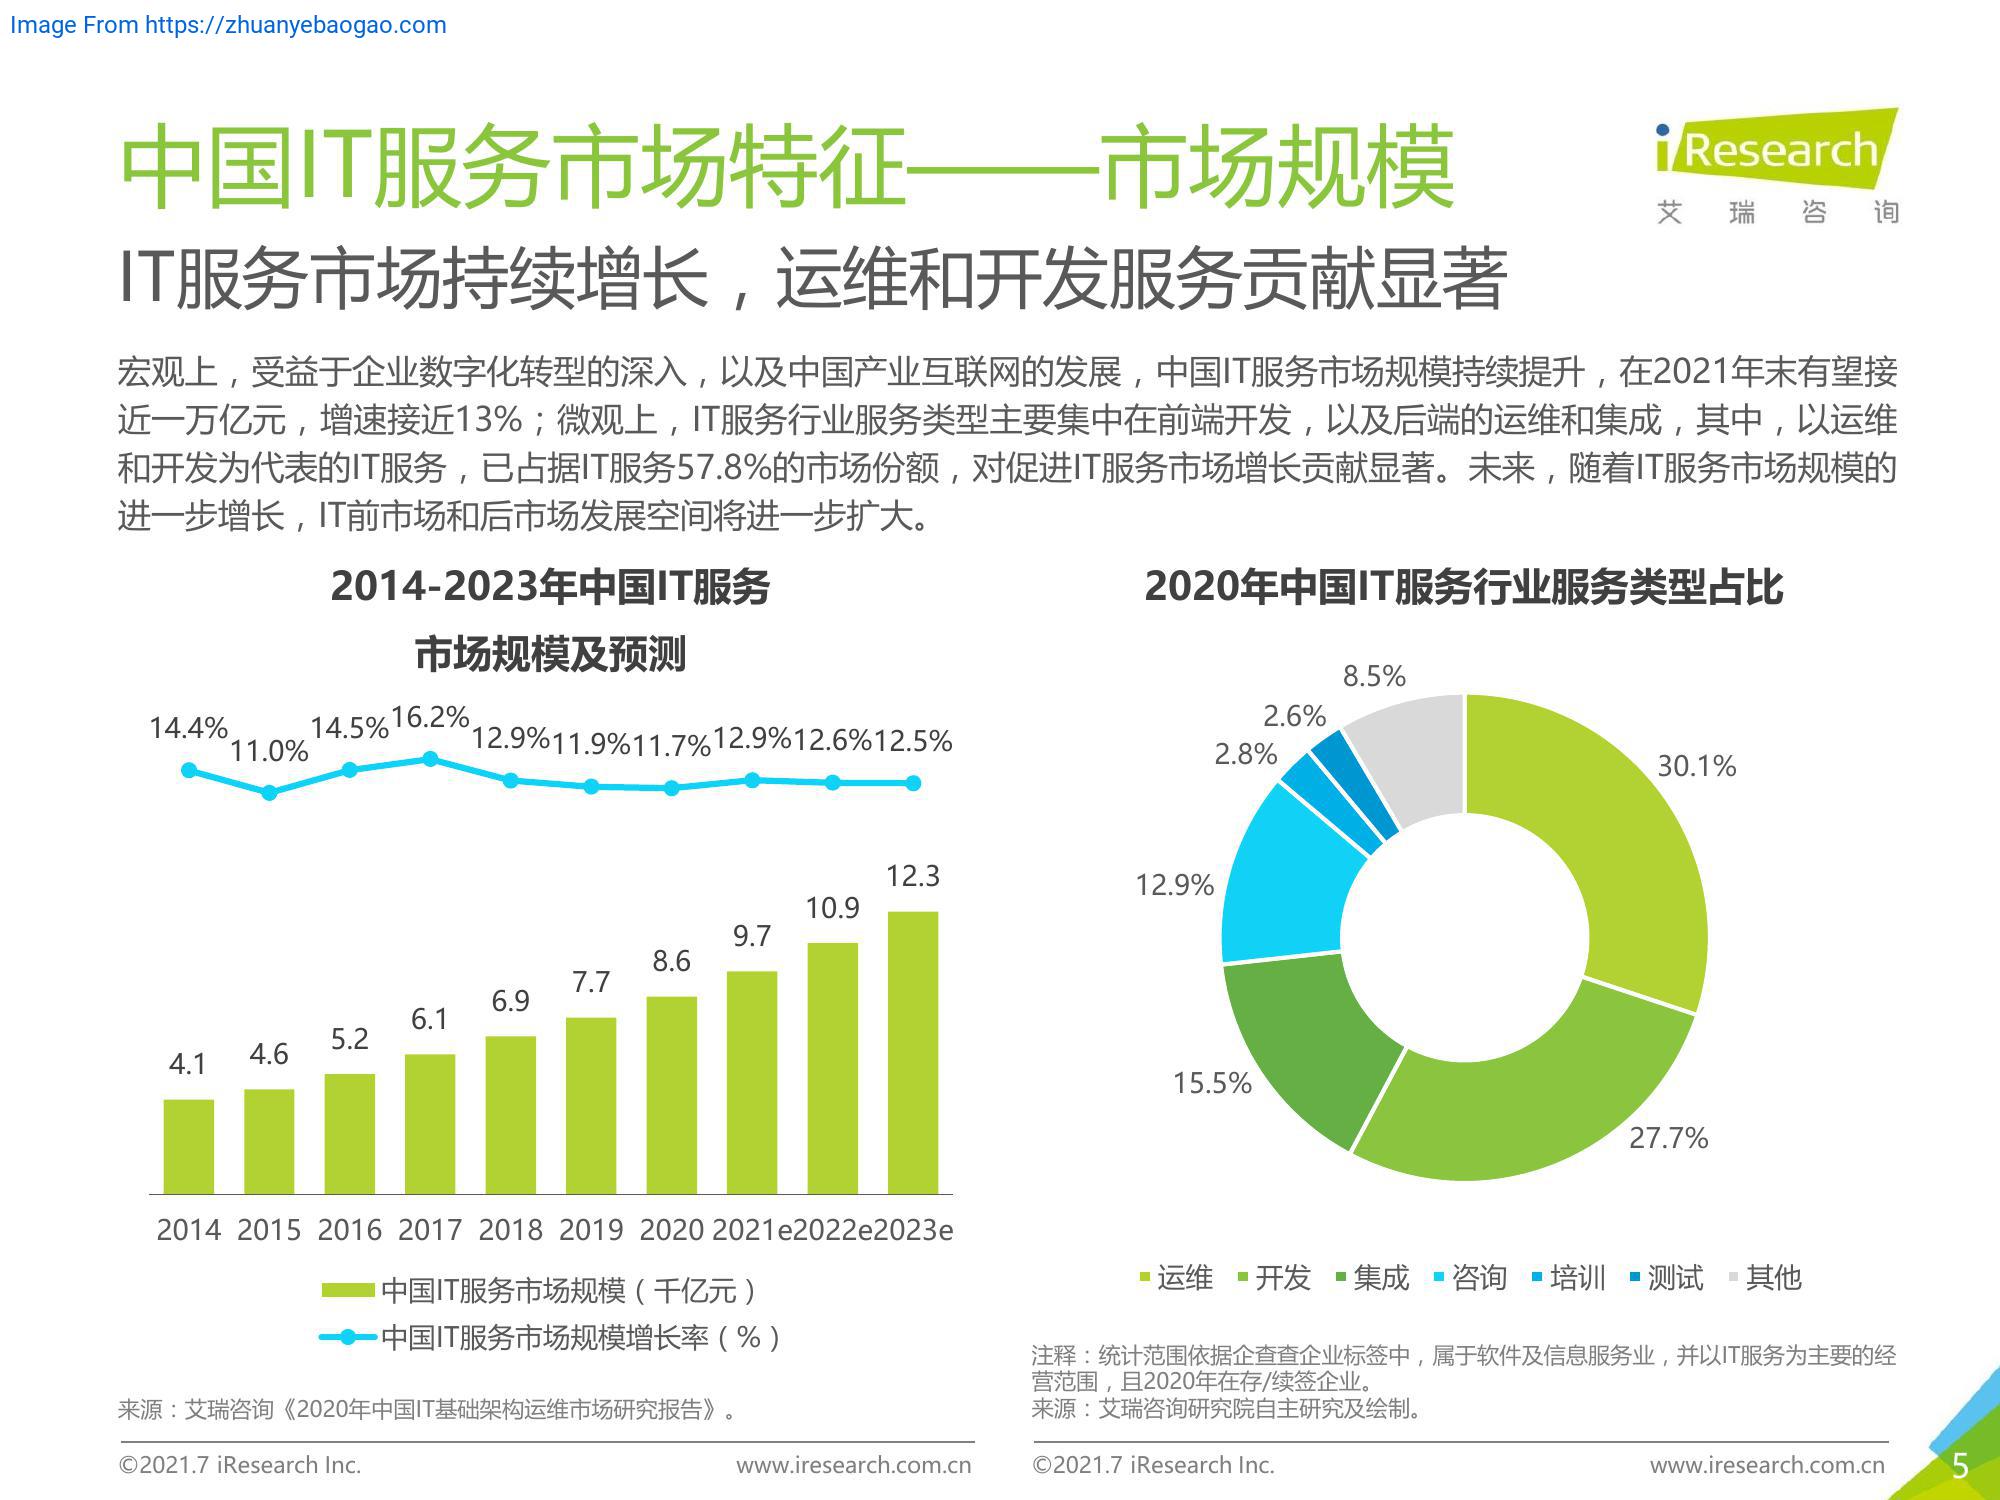 Image From https://zhuanyebaogao.com
中国IT服务市场特征——市场规模
iResearch
艾瑞咨询
IT服务市场持续增长，运维和开发服务贡献显著
宏观上，受益于企业数字化转型的深入，以及中国产业互联网的发展，中国IT服务市场规模持续提升，在2021年末有望接
近一万亿元，增速接近13%；微观上，IT服务行业服务类型主要集中在前端开发，以及后端的运维和集成，其中，以运维
和开发为代表的IT服务，已占据IT服务57.8%的市场份额，对促进IT服务市场增长贡献显著。未来，随着IT服务市场规模的
进一步增长，IT前市场和后市场发展空间将进一步扩大。
2014-2023年中国IT服务
市场规模及预测
14.4% 11.0% 14.5% 16.2% 12.9% 11.9% 11.7% 12.9% 12.6% 12.5%
4.1 4.6 5.2 6.1 6.9 7.7 8.6 9.7 10.9 12.3
2014 2015 2016 2017 2018 2019 2020 2021e 2022e 2023e
中国IT服务市场规模（千亿元）
中国IT服务市场规模增长率（%）
来源：艾瑞咨询《2020年中国IT基础架构运维市场研究报告》。
©2021.7 iResearch Inc. www.iresearch.com.cn
2020年中国IT服务行业服务类型占比
8.5%
2.6%
2.8%
30.1%
12.9%
15.5%
27.7%
运维 开发 集成 咨询 培训 测试 其他
注释：统计范围依据企查查企业标签中，属于软件及信息服务业，并以IT服务为主要的经
营范围，且2020年在存/续签企业。
来源：艾瑞咨询研究院自主研究及绘制。
©2021.7 iResearch Inc. www.iresearch.com.cn
5